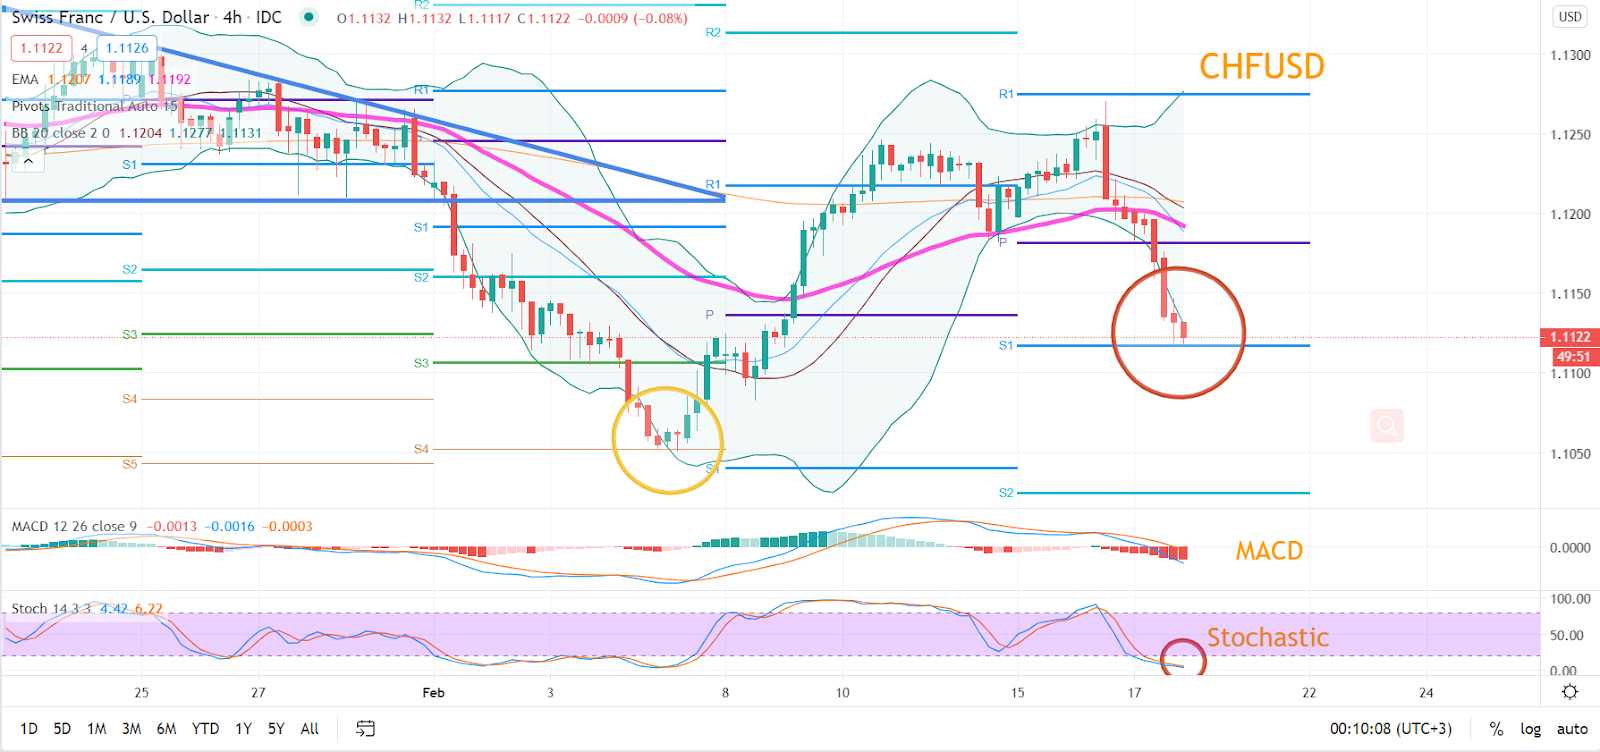 Swiss Franc / U.S. Dollar · 4h · IDC O1.1132 H1.1132 L1.1117 C1.1122 −0.0009 (−0.08%)
1.1122 4 1.1126
EMA 1.1207 1.1189 1.1192
Pivots Traditional Auto 15
BB 20 close 2 0 1.1204 1.1277 1.1131
USD
CHFUSD
R2
R2
R1
R1
S1
R1
S1
P
S2
S2
P
S3
S1
S3
S4
S4
S5
S1
S2
1.1300
1.1250
1.1200
1.1150
1.1122
49:51
1.1100
1.1050
MACD 12 26 close 9 −0.0013 −0.0016 −0.0003
MACD
0.0000
Stoch 14 3 3 4.42 6.22
Stochastic
100.00
50.00
0.00
25 27 Feb 3 8 10 15 17 22 24
1D 5D 1M 3M 6M YTD 1Y 5Y All
00:10:08 (UTC+3) % log auto